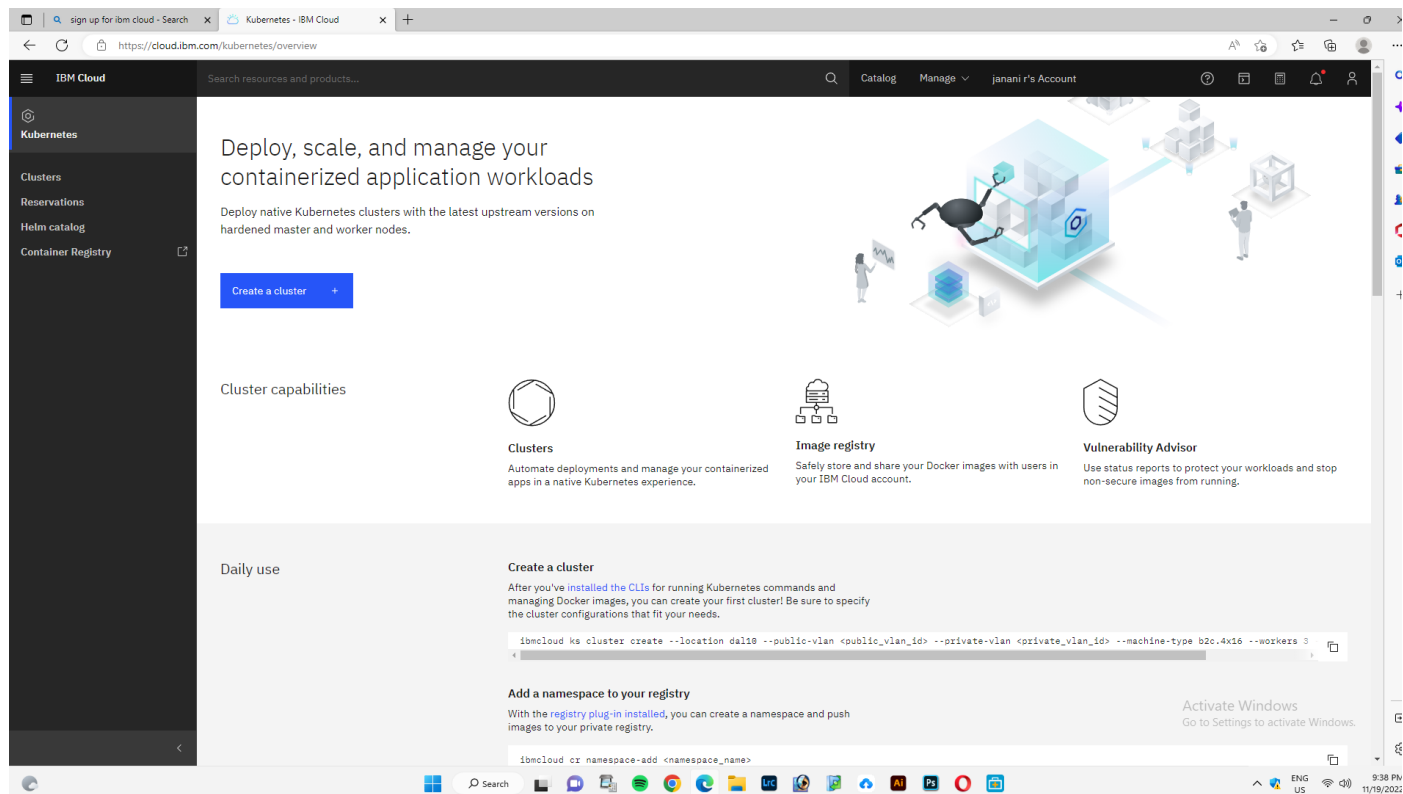 sign up for ibm cloud - Search
Kubernetes - IBM Cloud
https://cloud.ibm.com/kubernetes/overview
IBM Cloud
Search resources and products...
Catalog
Manage
janani r's Account
Kubernetes
Clusters
Reservations
Helm catalog
Container Registry
Deploy, scale, and manage your
containerized application workloads
Deploy native Kubernetes clusters with the latest upstream versions on
hardened master and worker nodes.
Create a cluster +
Cluster capabilities
Clusters
Automate deployments and manage your containerized
apps in a native Kubernetes experience.
Image registry
Safely store and share your Docker images with users in
your IBM Cloud account.
Vulnerability Advisor
Use status reports to protect your workloads and stop
non-secure images from running.
Daily use
Create a cluster
After you've installed the CLIs for running Kubernetes commands and
managing Docker images, you can create your first cluster! Be sure to specify
the cluster configurations that fit your needs.
ibmcloud ks cluster create --location dal10 --public-vlan <public_vlan_id> --private-vlan <private_vlan_id> --machine-type b2c.4x16 --workers 3
Add a namespace to your registry
With the registry plug-in installed, you can create a namespace and push
images to your private registry.
ibmcloud cr namespace-add <namespace_name>
Activate Windows
Go to Settings to activate Windows.
Search
LrC
Ai
Ps
ENG
US
9:38 PM
11/19/2022